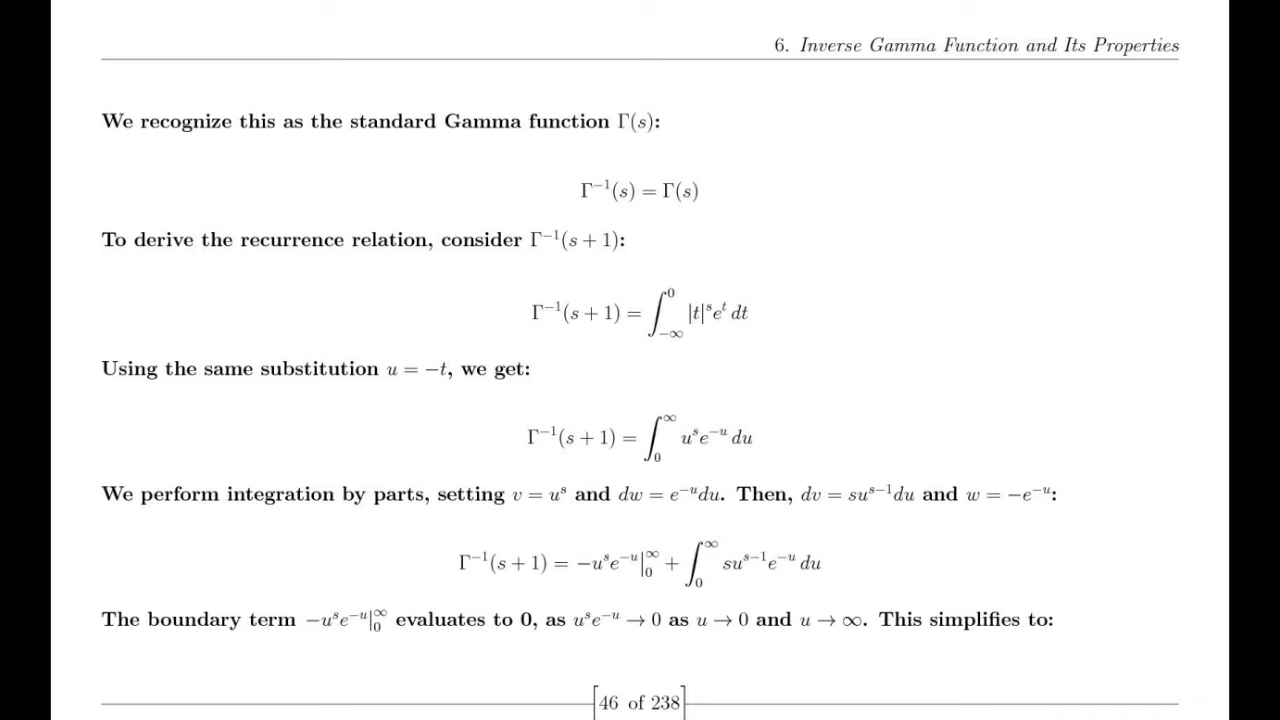 6. Inverse Gamma Function and Its Properties
We recognize this as the standard Gamma function Γ(s):
Γ⁻¹(s) = Γ(s)
To derive the recurrence relation, consider Γ⁻¹(s + 1):
Γ⁻¹(s + 1) = ∫_{−∞}^{0} |t|^s e^t dt
Using the same substitution u = −t, we get:
Γ⁻¹(s + 1) = ∫_{0}^{∞} u^s e^{−u} du
We perform integration by parts, setting v = u^s and dw = e^{−u}du. Then, dv = su^{s−1}du and w = −e^{−u}:
Γ⁻¹(s + 1) = −u^s e^{−u}|_{0}^{∞} + ∫_{0}^{∞} su^{s−1}e^{−u} du
The boundary term −u^s e^{−u}|_{0}^{∞} evaluates to 0, as u^s e^{−u} → 0 as u → 0 and u → ∞. This simplifies to:
46 of 238